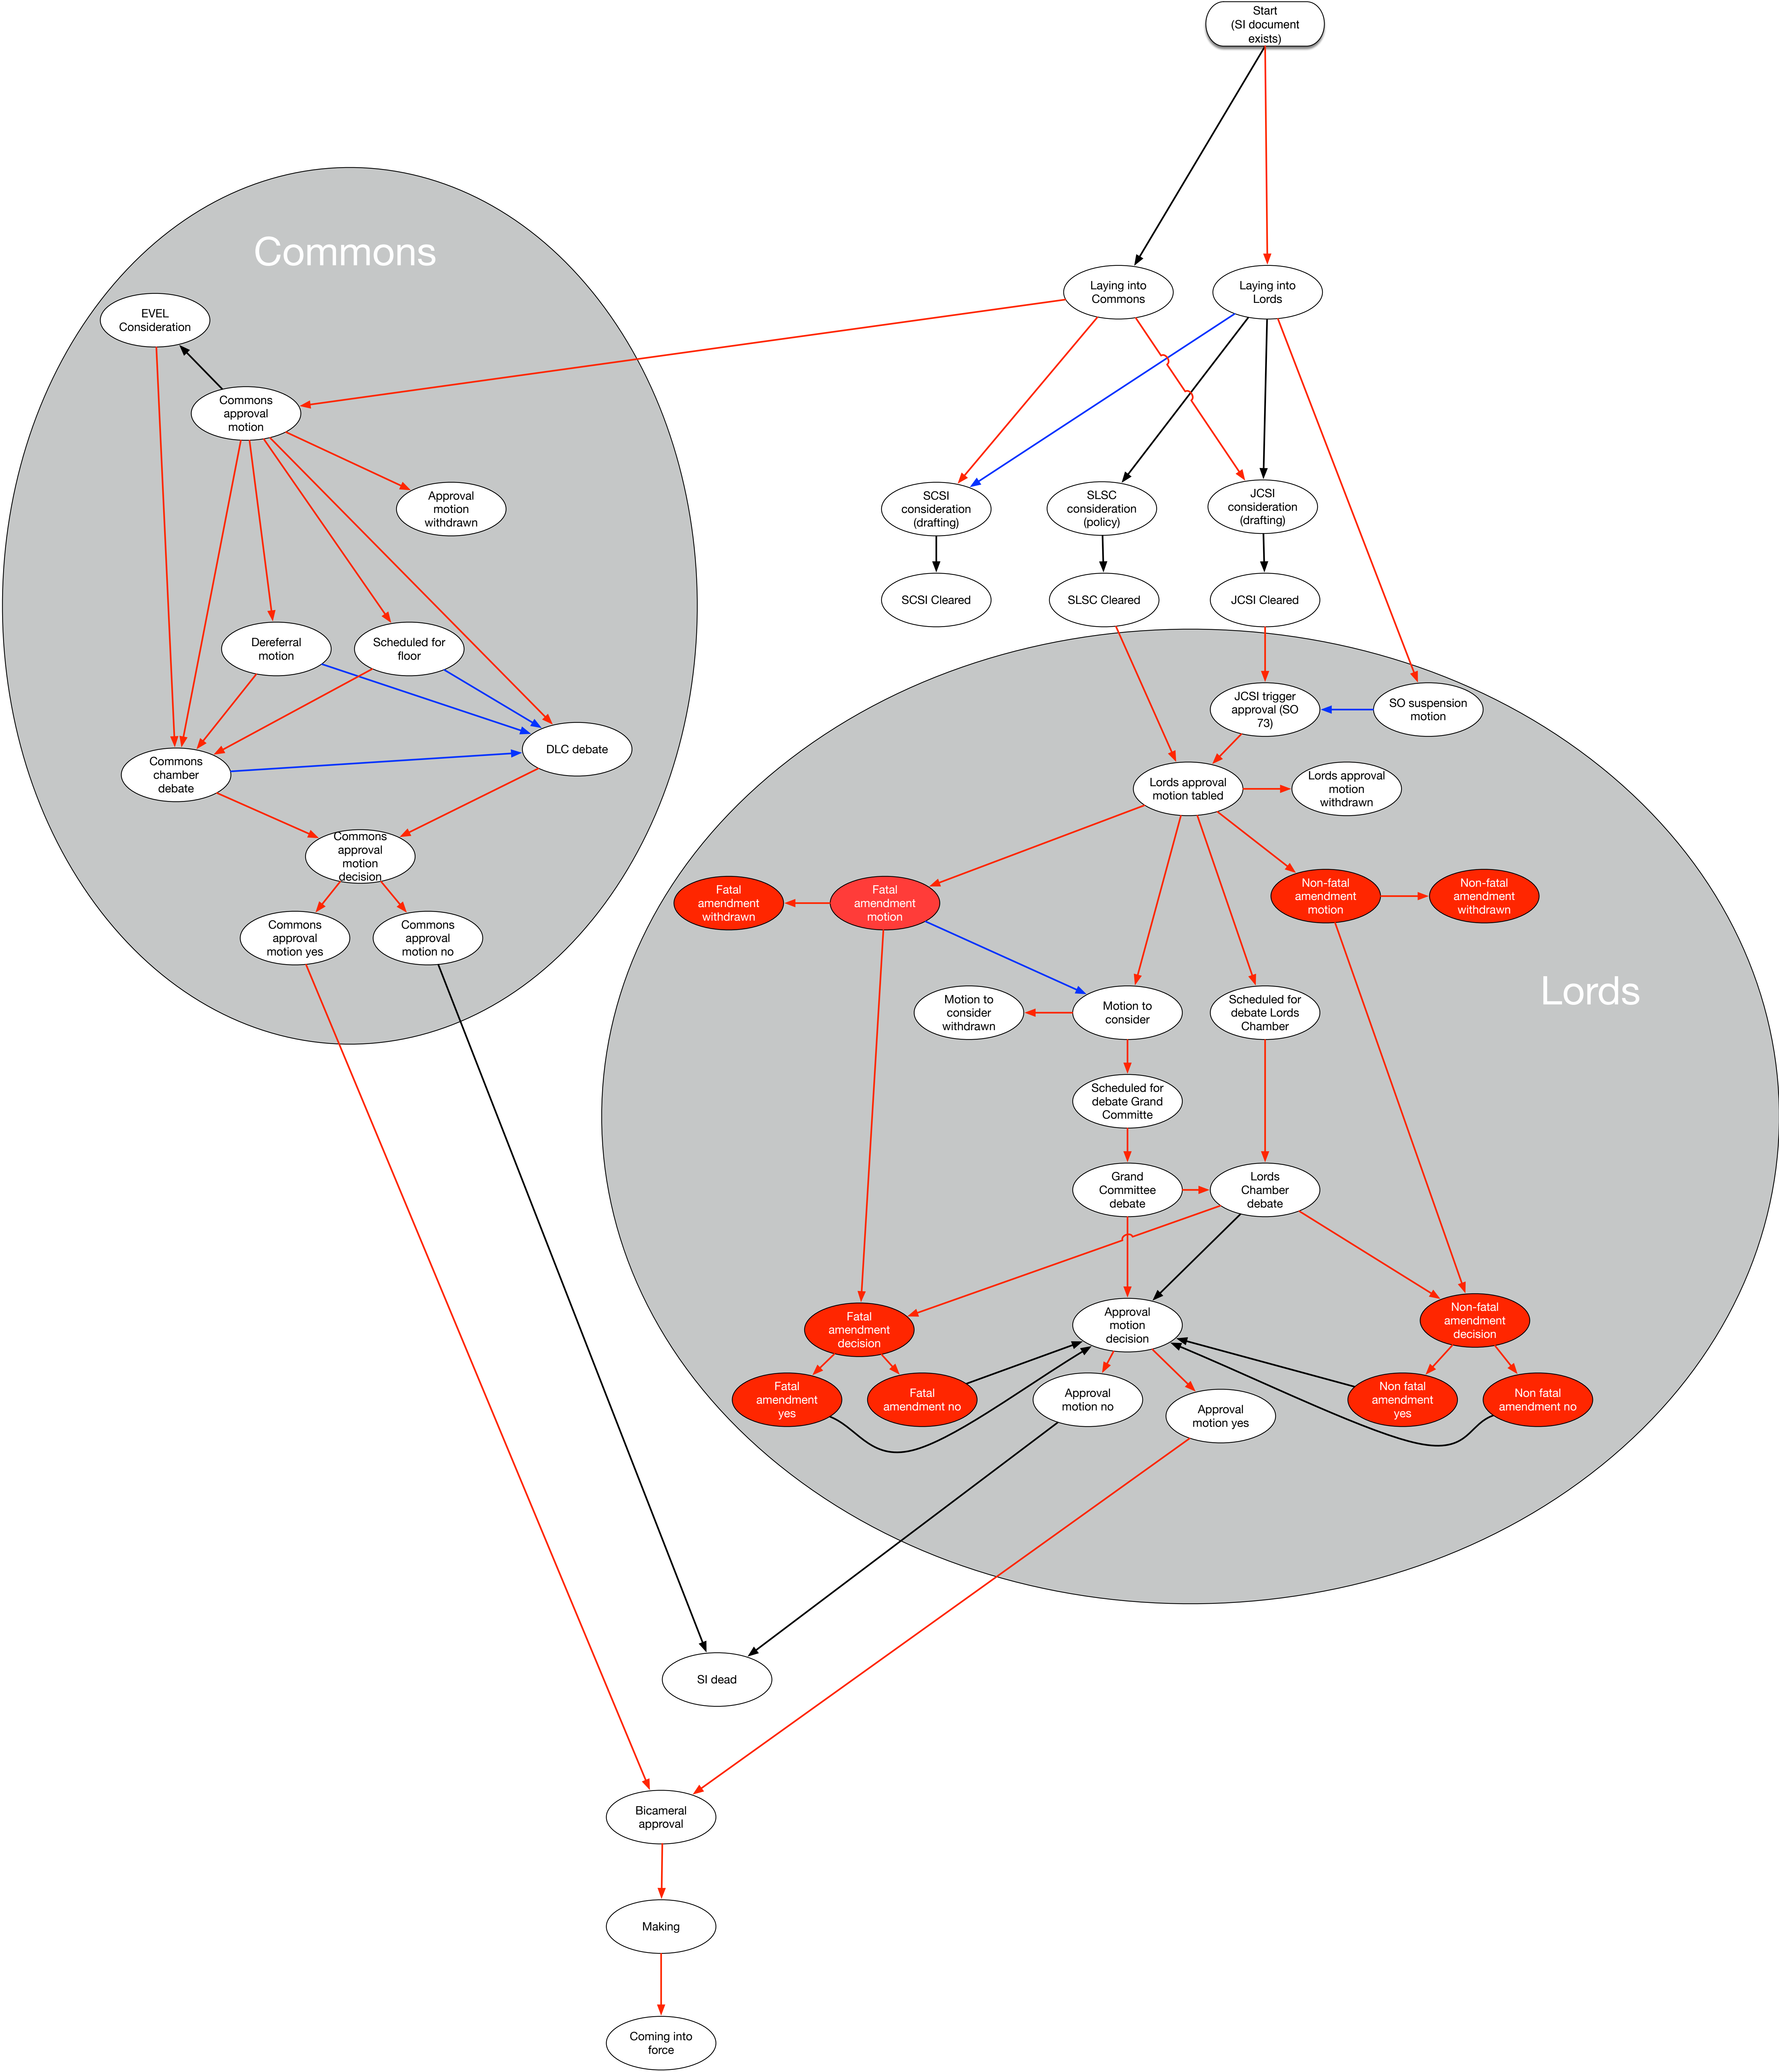 Start
(SI document
exists)
Commons
Laying into
Commons
Laying into
Lords
EVEL
Consideration
Commons
approval
motion
Approval
motion
withdrawn
SCSI
consideration
(drafting)
SLSC
consideration
(policy)
JCSI
consideration
(drafting)
SCSI Cleared
SLSC Cleared
JCSI Cleared
Dereferral
motion
Scheduled for
floor
JCSI trigger
approval (SO
73)
SO suspension
motion
DLC debate
Commons
chamber
debate
Lords approval
motion tabled
Lords approval
motion
withdrawn
Commons
approval
motion
decision
Fatal
amendment
withdrawn
Fatal
amendment
motion
Non-fatal
amendment
motion
Non-fatal
amendment
withdrawn
Commons
approval
motion yes
Commons
approval
motion no
Lords
Motion to
consider
withdrawn
Motion to
consider
Scheduled for
debate Lords
Chamber
Scheduled for
debate Grand
Committe
Grand
Committee
debate
Lords
Chamber
debate
Fatal
amendment
decision
Approval
motion
decision
Non-fatal
amendment
decision
Fatal
amendment
yes
Fatal
amendment no
Approval
motion no
Approval
motion yes
Non fatal
amendment
yes
Non fatal
amendment no
SI dead
Bicameral
approval
Making
Coming into
force